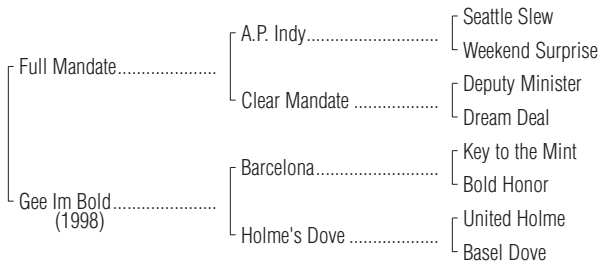 Seattle Slew
A.P. Indy
Weekend Surprise
Full Mandate
Deputy Minister
Clear Mandate
Dream Deal
Key to the Mint
Barcelona
Bold Honor
Gee Im Bold
(1998)
United Holme
Holme's Dove
Basel Dove